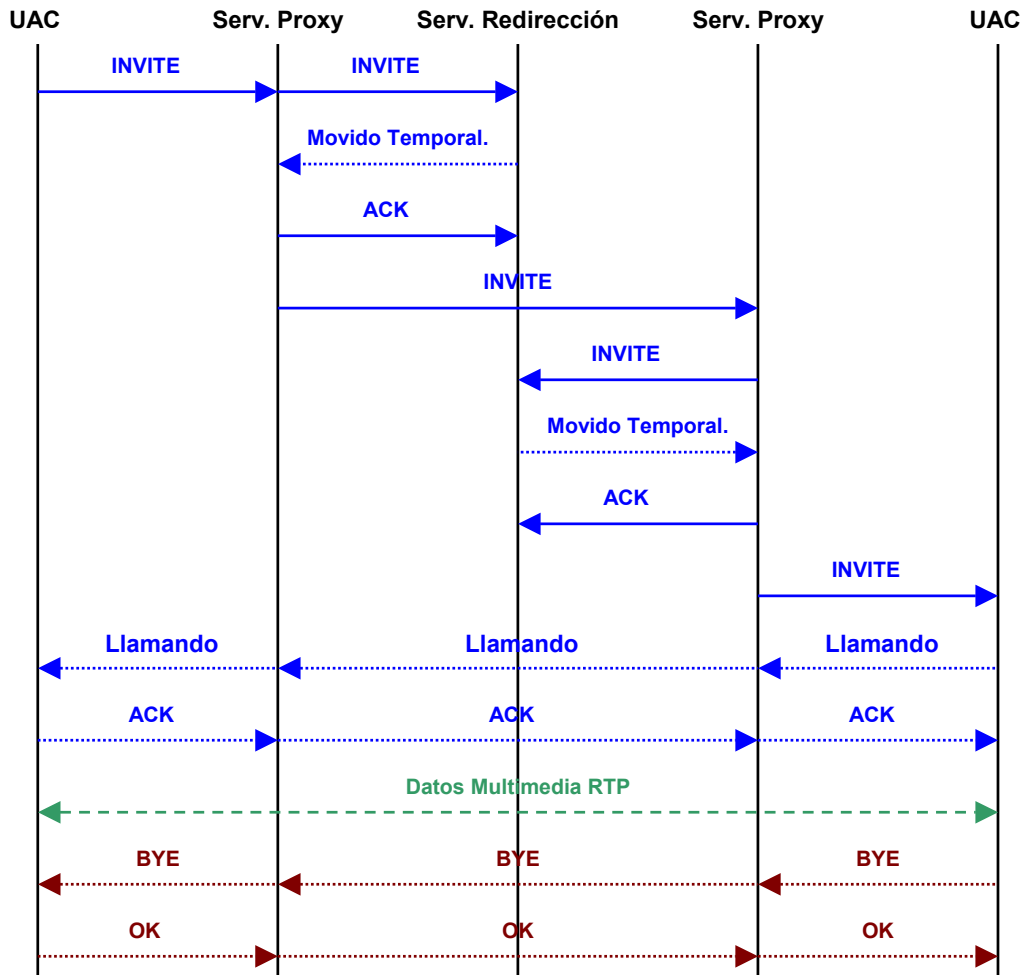 UAC Serv. Proxy Serv. Redirección Serv. Proxy UAC
INVITE INVITE
Movido Temporal.
ACK
INVITE
INVITE
Movido Temporal.
ACK
INVITE
Llamando Llamando Llamando
ACK ACK ACK
Datos Multimedia RTP
BYE BYE BYE
OK OK OK